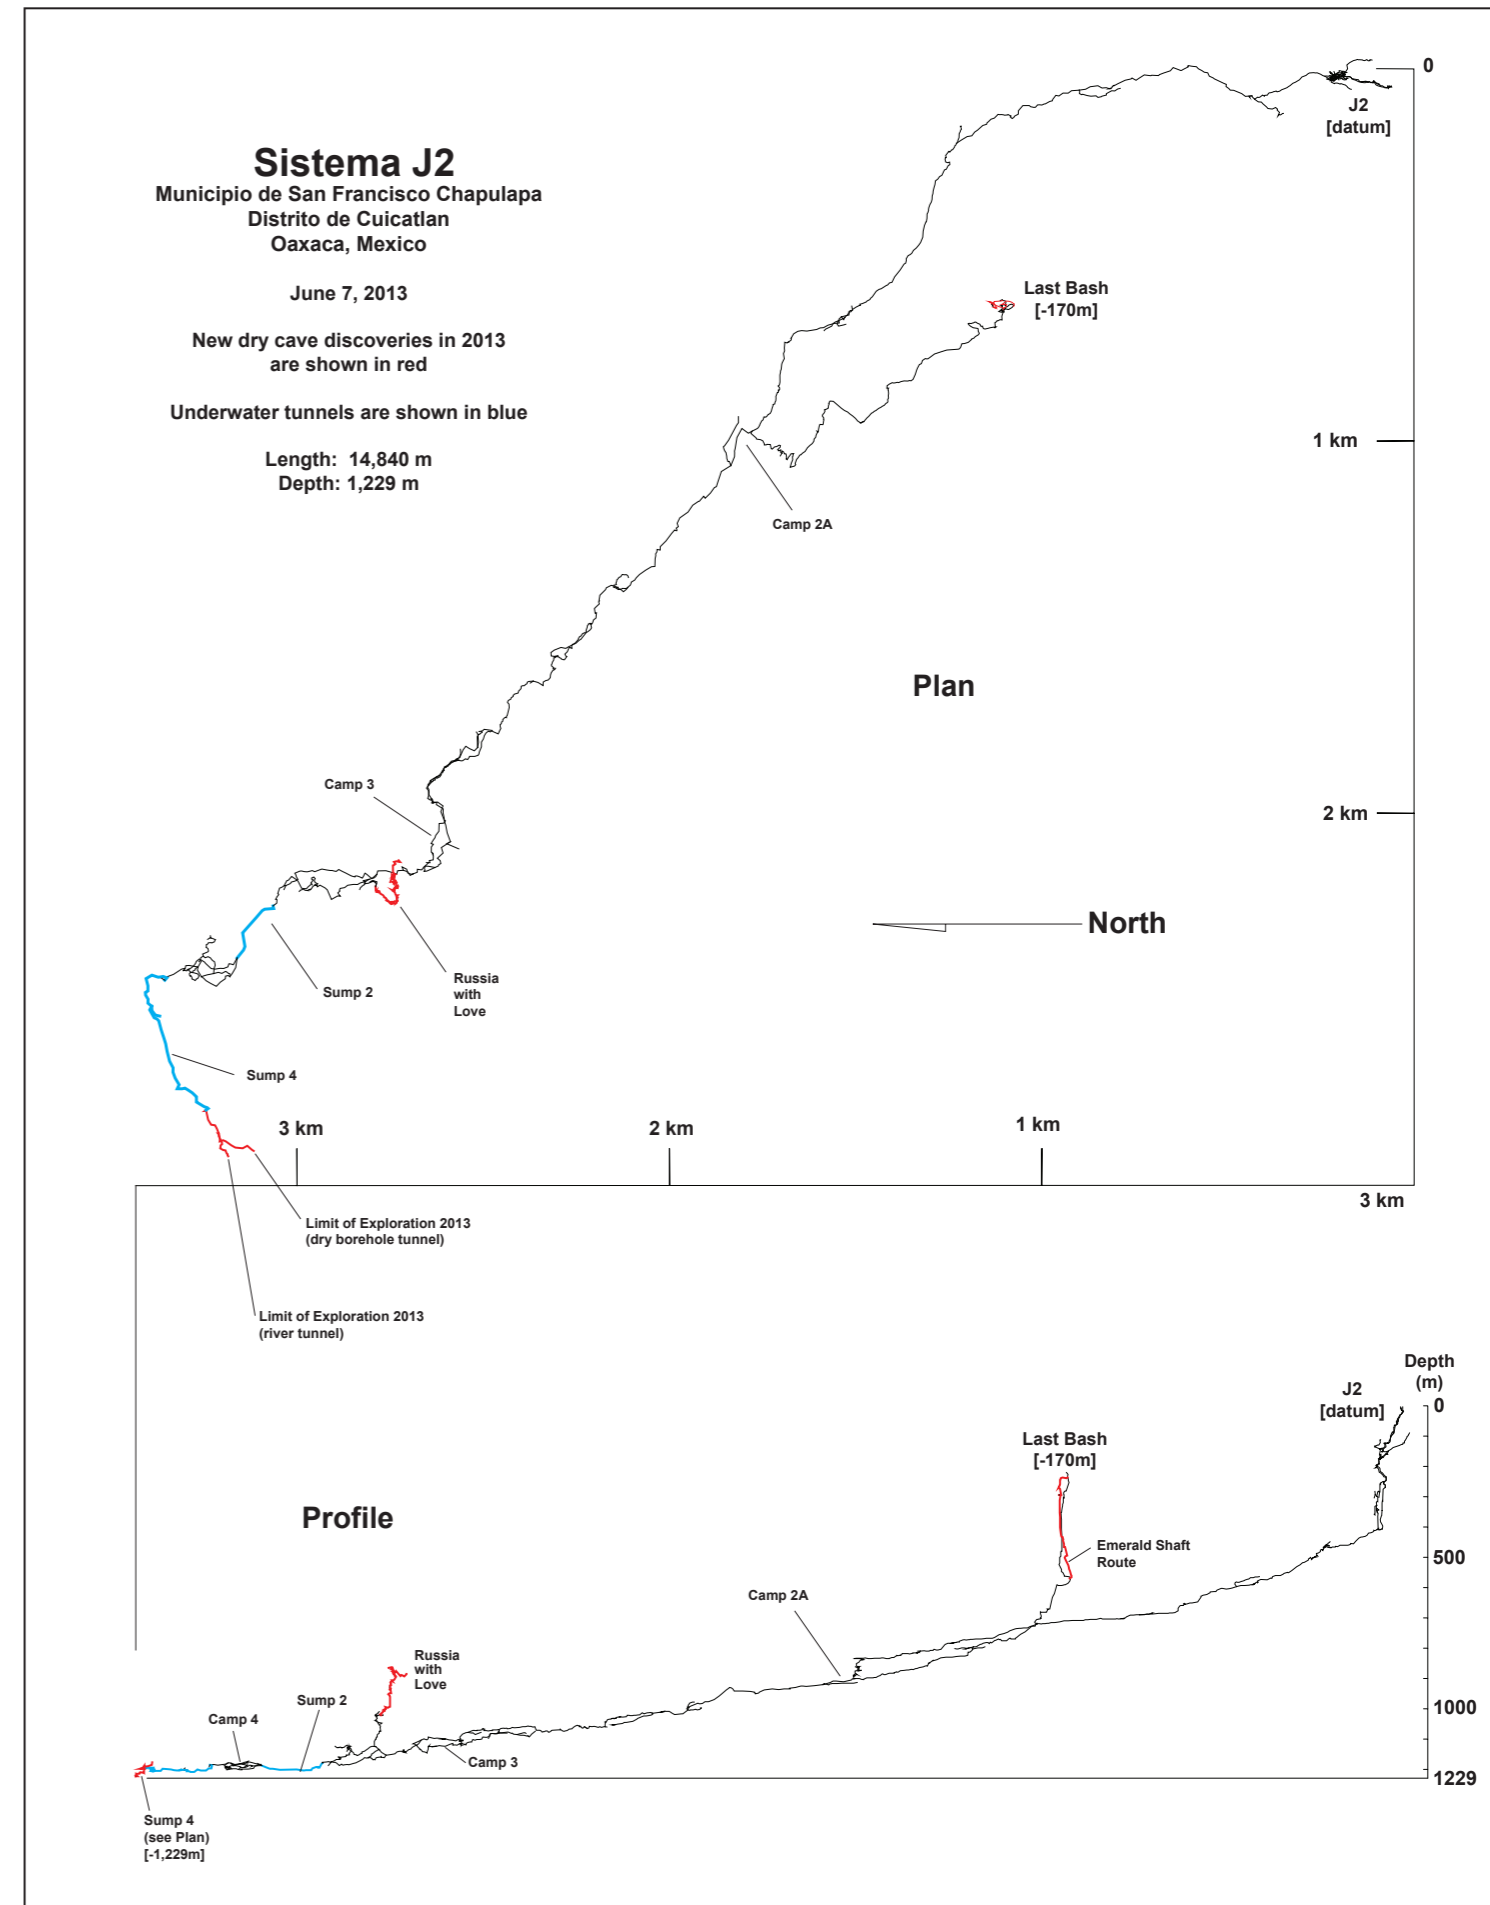 Sistema J2
Municipio de San Francisco Chapulapa
Distrito de Cuicatlan
Oaxaca, Mexico
June 7, 2013
New dry cave discoveries in 2013
are shown in red
Underwater tunnels are shown in blue
Length: 14,840 m
Depth: 1,229 m
0
J2
[datum]
Last Bash
[-170m]
1 km
Camp 2A
Plan
Camp 3
2 km
North
Russia
with
Love
Sump 2
Sump 4
3 km
2 km
1 km
3 km
Limit of Exploration 2013
(dry borehole tunnel)
Limit of Exploration 2013
(river tunnel)
Depth
(m)
J2
[datum]
0
Last Bash
[-170m]
Profile
Emerald Shaft
Route
500
Camp 2A
Russia
with
Love
Sump 2
Camp 4
1000
Camp 3
1229
Sump 4
(see Plan)
[-1,229m]